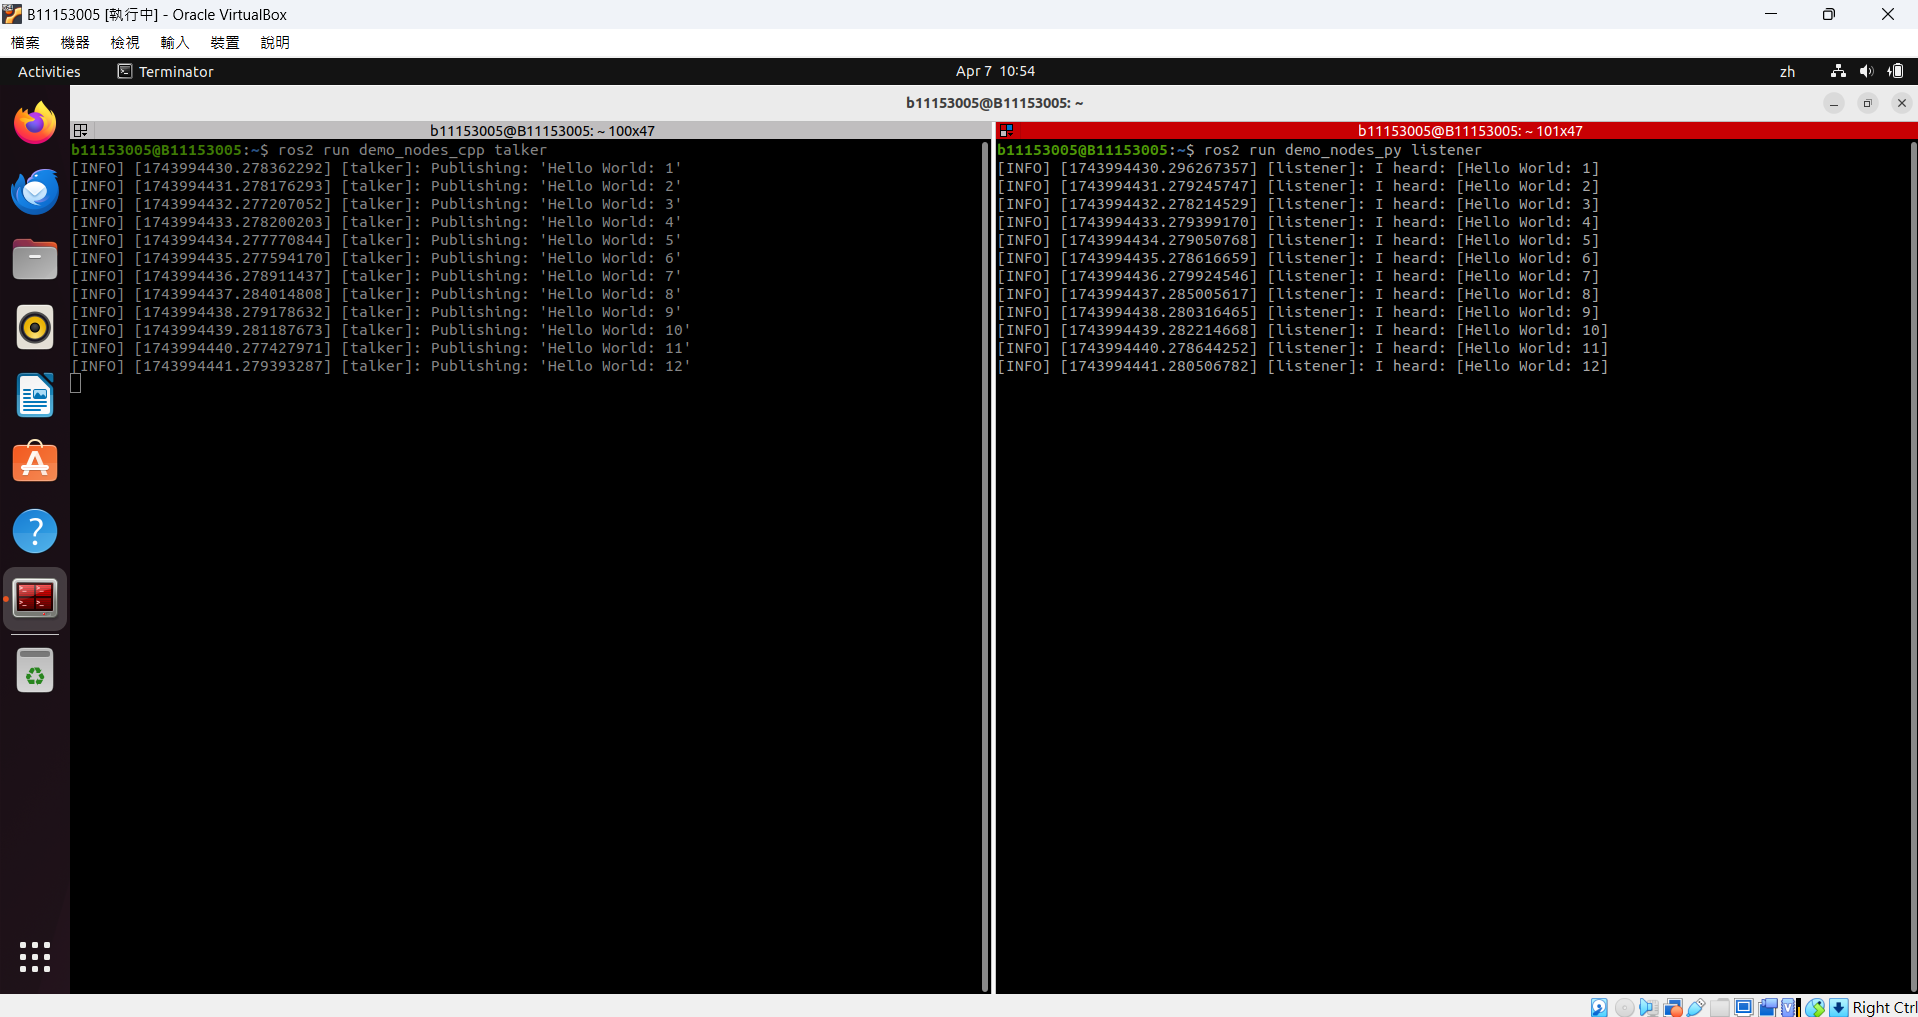 B11153005 [執行中] - Oracle VirtualBox
檔案 機器 檢視 輸入 裝置 說明
Activities Terminator Apr 7 10:54 zh
b11153005@B11153005: ~
b11153005@B11153005: ~ 100x47
b11153005@B11153005:~$ ros2 run demo_nodes_cpp talker
[INFO] [1743994430.278362292] [talker]: Publishing: 'Hello World: 1'
[INFO] [1743994431.278176293] [talker]: Publishing: 'Hello World: 2'
[INFO] [1743994432.277207052] [talker]: Publishing: 'Hello World: 3'
[INFO] [1743994433.278200203] [talker]: Publishing: 'Hello World: 4'
[INFO] [1743994434.277770844] [talker]: Publishing: 'Hello World: 5'
[INFO] [1743994435.277594170] [talker]: Publishing: 'Hello World: 6'
[INFO] [1743994436.278911437] [talker]: Publishing: 'Hello World: 7'
[INFO] [1743994437.284014808] [talker]: Publishing: 'Hello World: 8'
[INFO] [1743994438.279178632] [talker]: Publishing: 'Hello World: 9'
[INFO] [1743994439.281187673] [talker]: Publishing: 'Hello World: 10'
[INFO] [1743994440.277427971] [talker]: Publishing: 'Hello World: 11'
[INFO] [1743994441.279393287] [talker]: Publishing: 'Hello World: 12'
b11153005@B11153005: ~ 101x47
b11153005@B11153005:~$ ros2 run demo_nodes_py listener
[INFO] [1743994430.296267357] [listener]: I heard: [Hello World: 1]
[INFO] [1743994431.279245747] [listener]: I heard: [Hello World: 2]
[INFO] [1743994432.278214529] [listener]: I heard: [Hello World: 3]
[INFO] [1743994433.279399170] [listener]: I heard: [Hello World: 4]
[INFO] [1743994434.279050768] [listener]: I heard: [Hello World: 5]
[INFO] [1743994435.278616659] [listener]: I heard: [Hello World: 6]
[INFO] [1743994436.279924546] [listener]: I heard: [Hello World: 7]
[INFO] [1743994437.285005617] [listener]: I heard: [Hello World: 8]
[INFO] [1743994438.280316465] [listener]: I heard: [Hello World: 9]
[INFO] [1743994439.282214668] [listener]: I heard: [Hello World: 10]
[INFO] [1743994440.278644252] [listener]: I heard: [Hello World: 11]
[INFO] [1743994441.280506782] [listener]: I heard: [Hello World: 12]
Right Ctrl